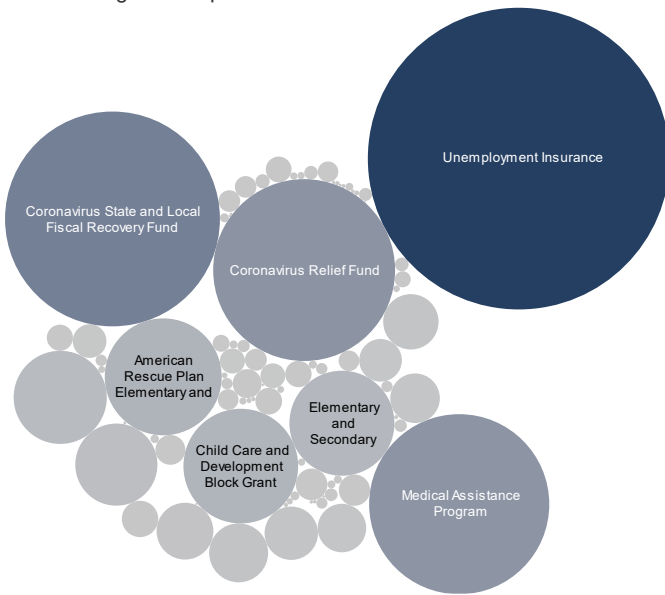 Unemployment Insurance
Coronavirus State and Local
Fiscal Recovery Fund
Coronavirus Relief Fund
American
Rescue Plan
Elementary and
Elementary
and
Secondary
Child Care and
Development
Block Grant
Medical Assistance
Program